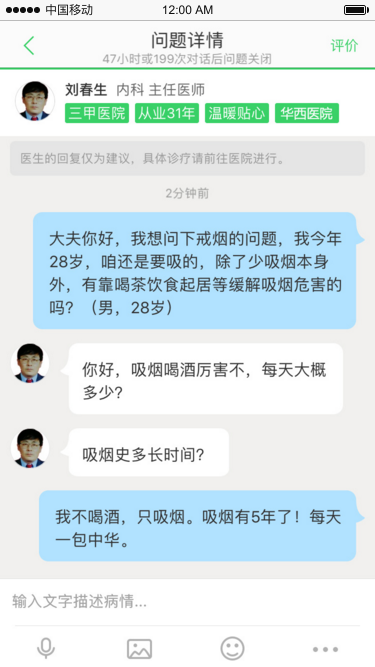 中国移动 12:00 AM
问题详情
评价
47小时或199次对话后问题关闭
刘春生 内科 主任医师
三甲医院 从业31年 温暖贴心 华西医院
医生的回复仅为建议，具体诊疗请前往医院进行。
2分钟前
大夫你好，我想问下戒烟的问题，我今年
28岁，咱还是要吸的，除了少吸烟本身
外，有靠喝茶饮食起居等缓解吸烟危害的
吗？（男，28岁）
你好，吸烟喝酒厉害不，每天大概
多少？
吸烟史多长时间？
我不喝酒，只吸烟。吸烟有5年了！每天
一包中华。
输入文字描述病情...